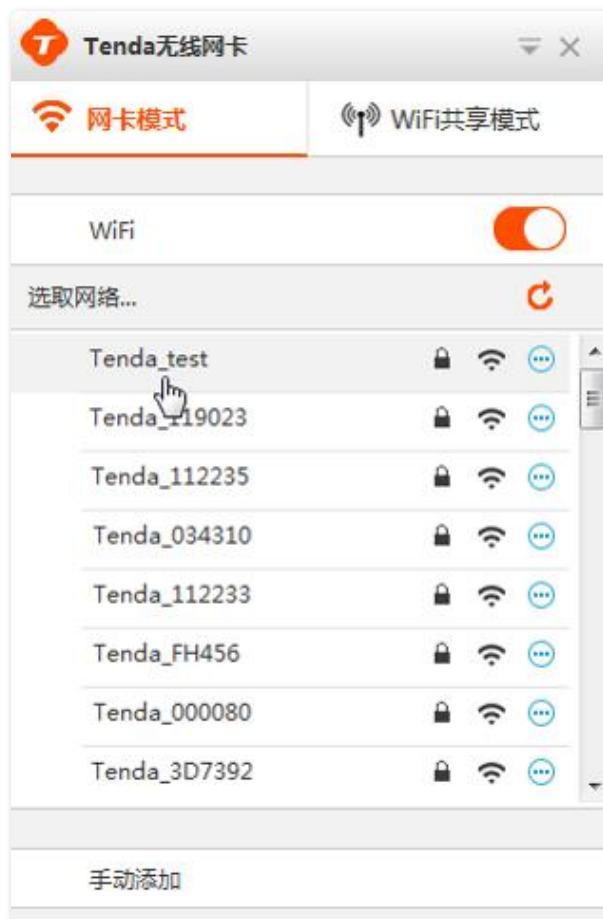 Tenda无线网卡
网卡模式 WiFi共享模式
WiFi
选取网络...
Tenda_test
Tenda_119023
Tenda_112235
Tenda_034310
Tenda_112233
Tenda_FH456
Tenda_000080
Tenda_3D7392
手动添加